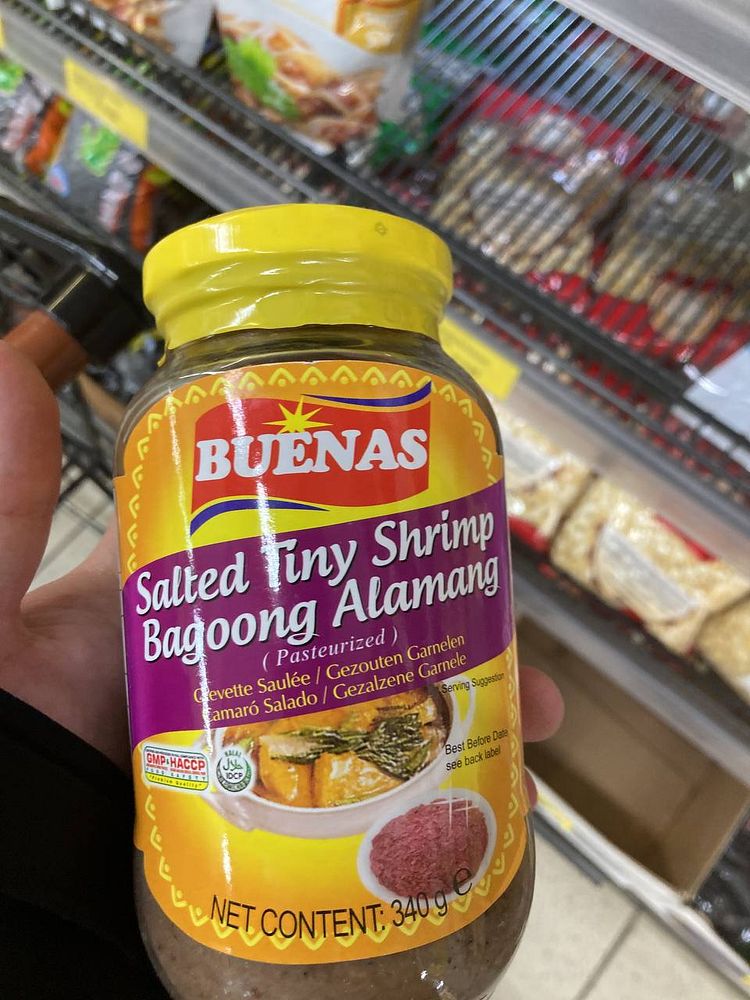 BUENAS
Salted Tiny Shrimp
Bagoong Alamang
( Pasteurized )
Crevette Saulée / Gezouten Garnelen
Camaró Salado / Gezalzene Garnele
Serving Suggestion
GMP HACCP
HALAL
IDCP
Best Before Date
see back label
NET CONTENT: 340 g e